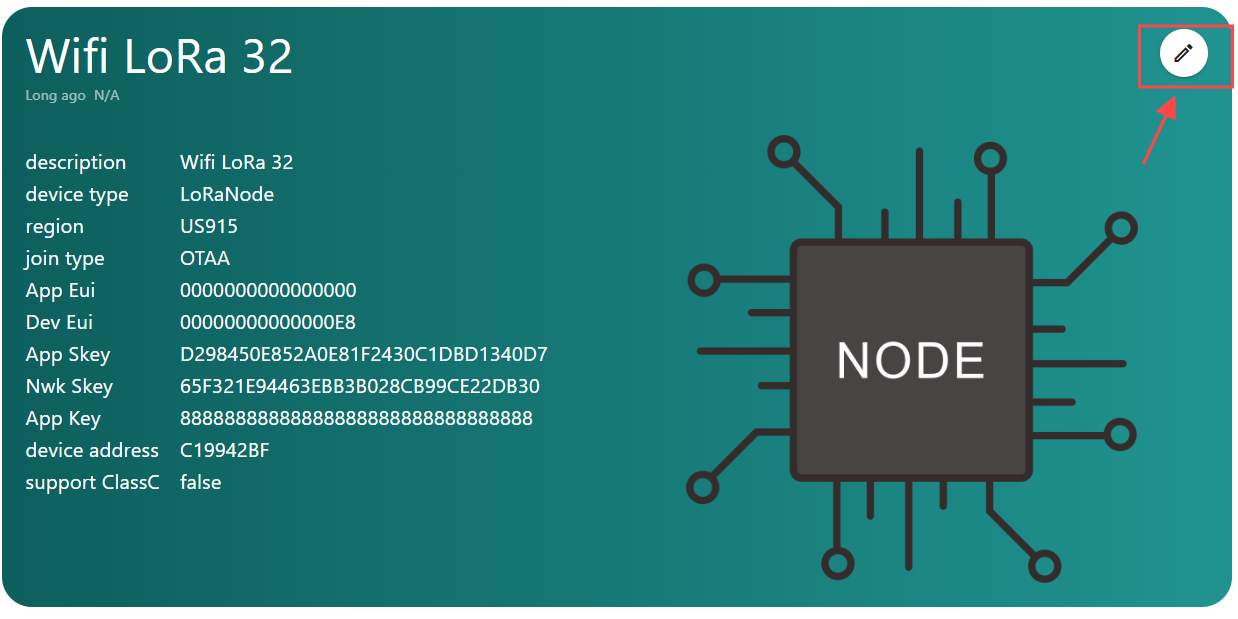 Wifi LoRa 32
Long ago N/A
description Wifi LoRa 32
device type LoRaNode
region US915
join type OTAA
App Eui 0000000000000000
Dev Eui 00000000000000E8
App Skey D298450E852A0E81F2430C1DBD1340D7
Nwk Skey 65F321E94463EBB3B028CB99CE22DB30
App Key 88888888888888888888888888888888
device address C19942BF
support ClassC false
NODE